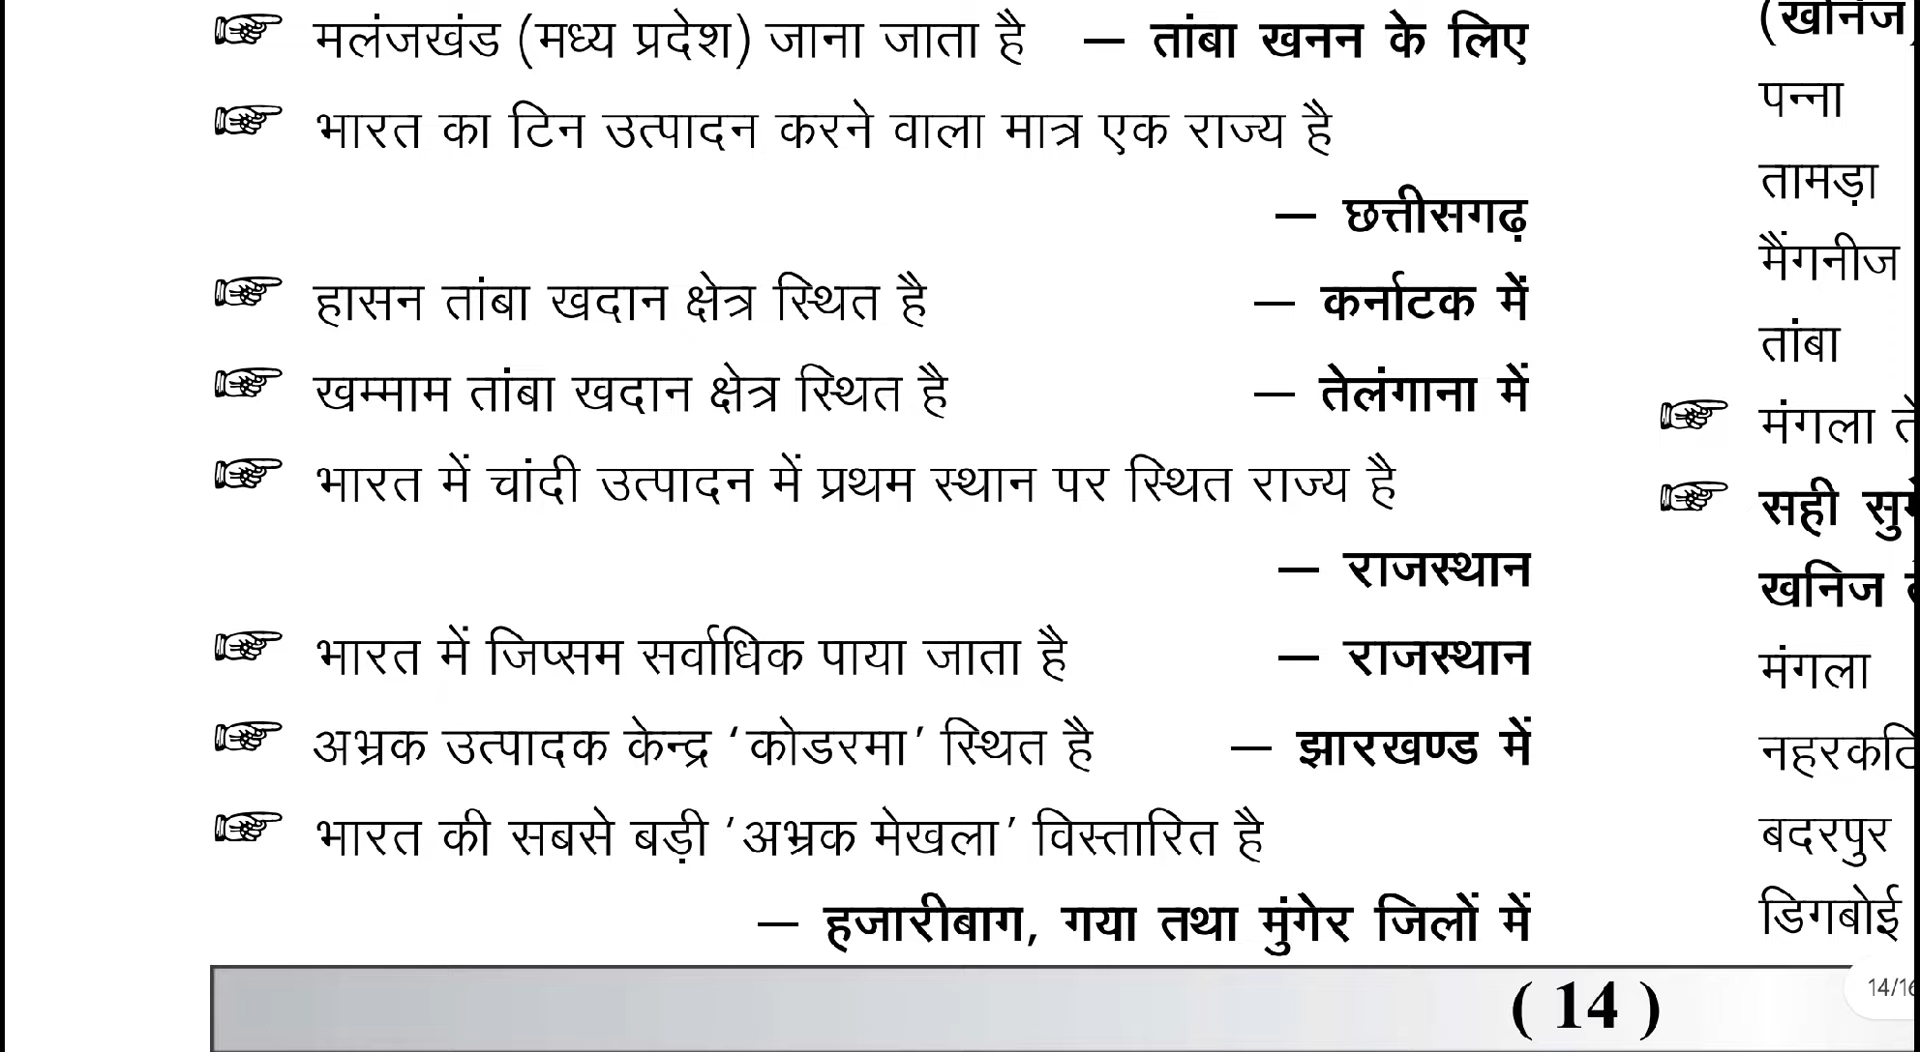 मलंजखंड (मध्य प्रदेश) जाना जाता है — तांबा खनन के लिए
भारत का टिन उत्पादन करने वाला मात्र एक राज्य है
— छत्तीसगढ़
हासन तांबा खदान क्षेत्र स्थित है — कर्नाटक में
खम्माम तांबा खदान क्षेत्र स्थित है — तेलंगाना में
भारत में चांदी उत्पादन में प्रथम स्थान पर स्थित राज्य है
— राजस्थान
भारत में जिप्सम सर्वाधिक पाया जाता है — राजस्थान
अभ्रक उत्पादक केन्द्र ‘कोडरमा’ स्थित है — झारखण्ड में
भारत की सबसे बड़ी ‘अभ्रक मेखला’ विस्तारित है
— हजारीबाग, गया तथा मुंगेर जिलों में
(खनिज)
पन्ना
तामड़ा
मैंगनीज
तांबा
मंगला
सही
खनिज
मंगला
बदरपुर
डिगबोई
( 14 )